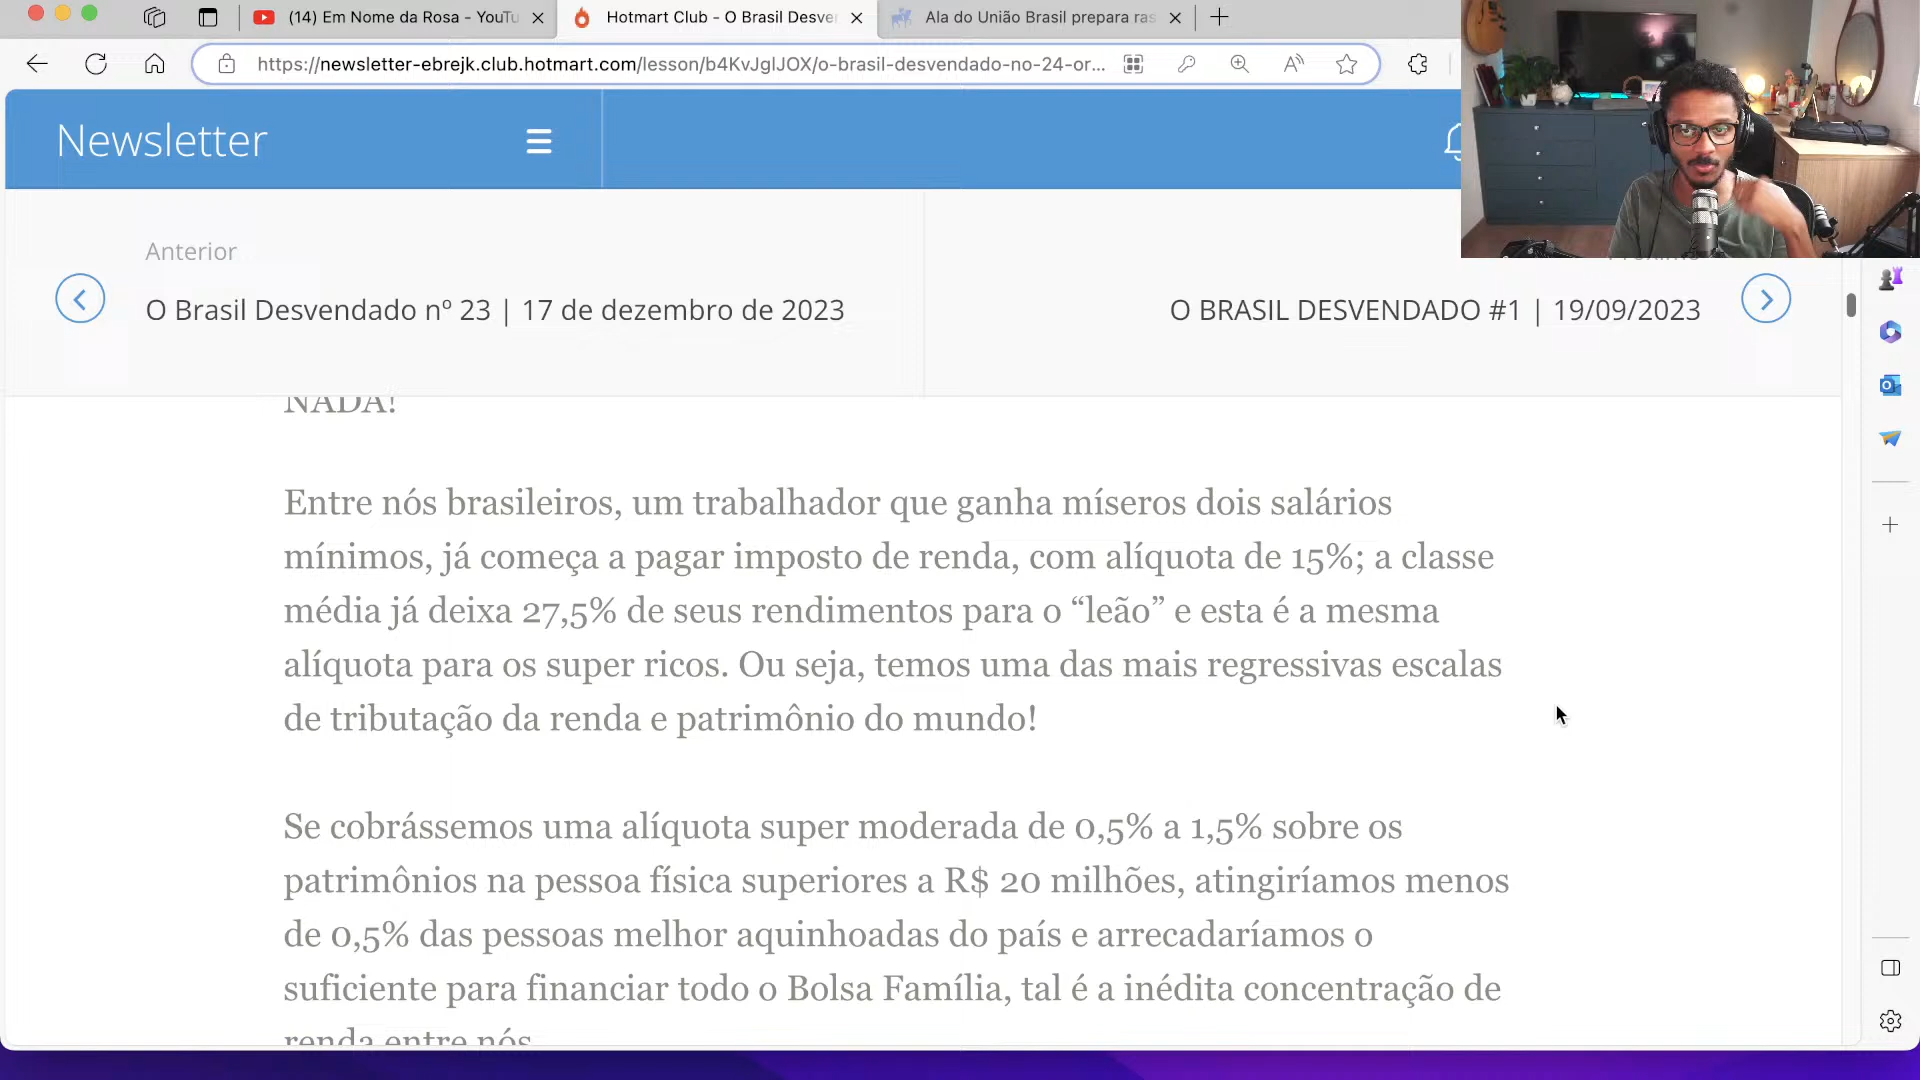 (14) Em Nome da Rosa - YouTu
Hotmart Club - O Brasil Desve
Ala do União Brasil prepara ras
https://newsletter-ebrejk.club.hotmart.com/lesson/b4KvJglJOX/o-brasil-desvendado-no-24-or...
Newsletter
Anterior
O Brasil Desvendado nº 23 | 17 de dezembro de 2023
O BRASIL DESVENDADO #1 | 19/09/2023
NADA!
Entre nós brasileiros, um trabalhador que ganha míseros dois salários
mínimos, já começa a pagar imposto de renda, com alíquota de 15%; a classe
média já deixa 27,5% de seus rendimentos para o “leão” e esta é a mesma
alíquota para os super ricos. Ou seja, temos uma das mais regressivas escalas
de tributação da renda e patrimônio do mundo!
Se cobrássemos uma alíquota super moderada de 0,5% a 1,5% sobre os
patrimônios na pessoa física superiores a R$ 20 milhões, atingiríamos menos
de 0,5% das pessoas melhor aquinhoadas do país e arrecadaríamos o
suficiente para financiar todo o Bolsa Família, tal é a inédita concentração de
renda entre nós